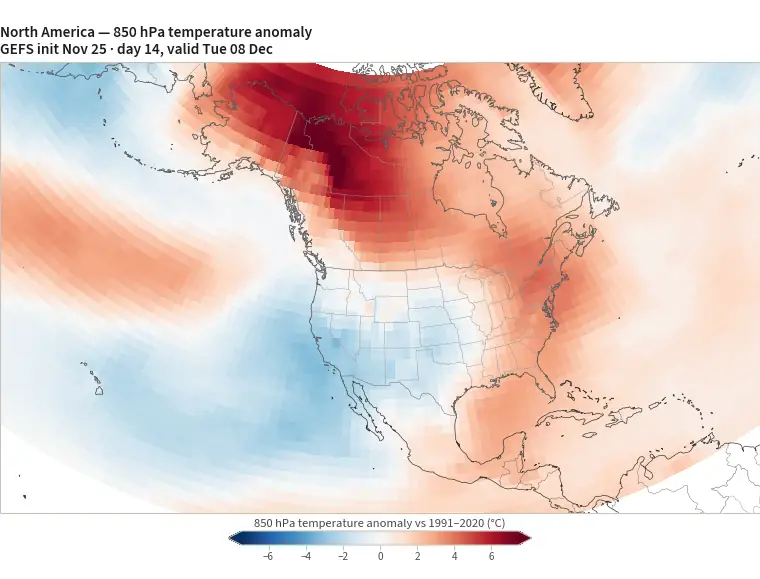 North America — 850 hPa temperature anomaly
GEFS init Nov 25 · day 14, valid Tue 08 Dec
850 hPa temperature anomaly vs 1991–2020 (°C)
−6 −4 −2 0 2 4 6